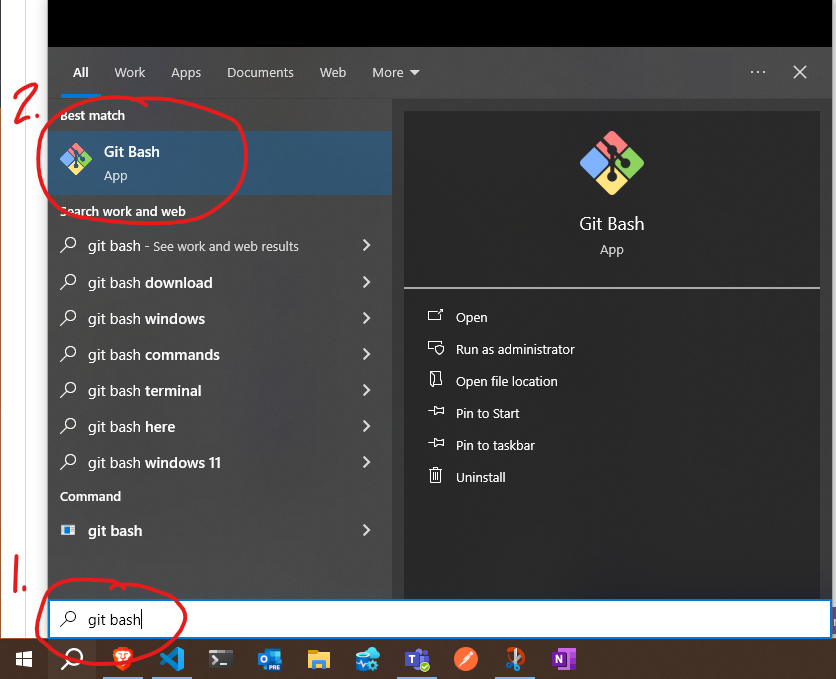 All Work Apps Documents Web More
2.
Best match
Git Bash
App
Search work and web
git bash - See work and web results
git bash download
git bash windows
git bash commands
git bash terminal
git bash here
git bash windows 11
Command
git bash
Git Bash
App
Open
Run as administrator
Open file location
Pin to Start
Pin to taskbar
Uninstall
1.
git bash
PRE